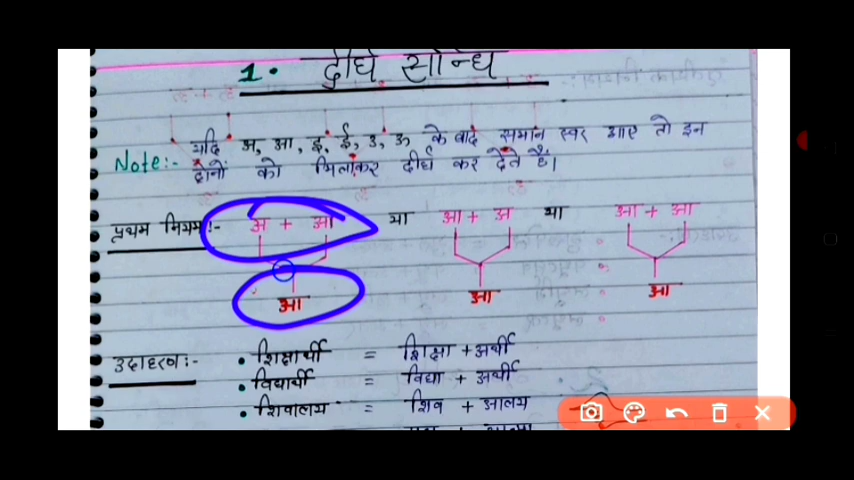 1. दीर्घ सन्धि
Note:- यदि अ, आ, इ, ई, उ, ऊ के बाद समान स्वर आए तो इन
दोनों को मिलाकर दीर्घ कर देते हैं।
प्रथम नियम:- अ + आ या आ + अ या आ + आ
आ आ आ
उदाहरण:- • शिक्षार्थी = शिक्षा + अर्थी
• विद्यार्थी = विद्या + अर्थी
• शिवालय = शिव + आलय